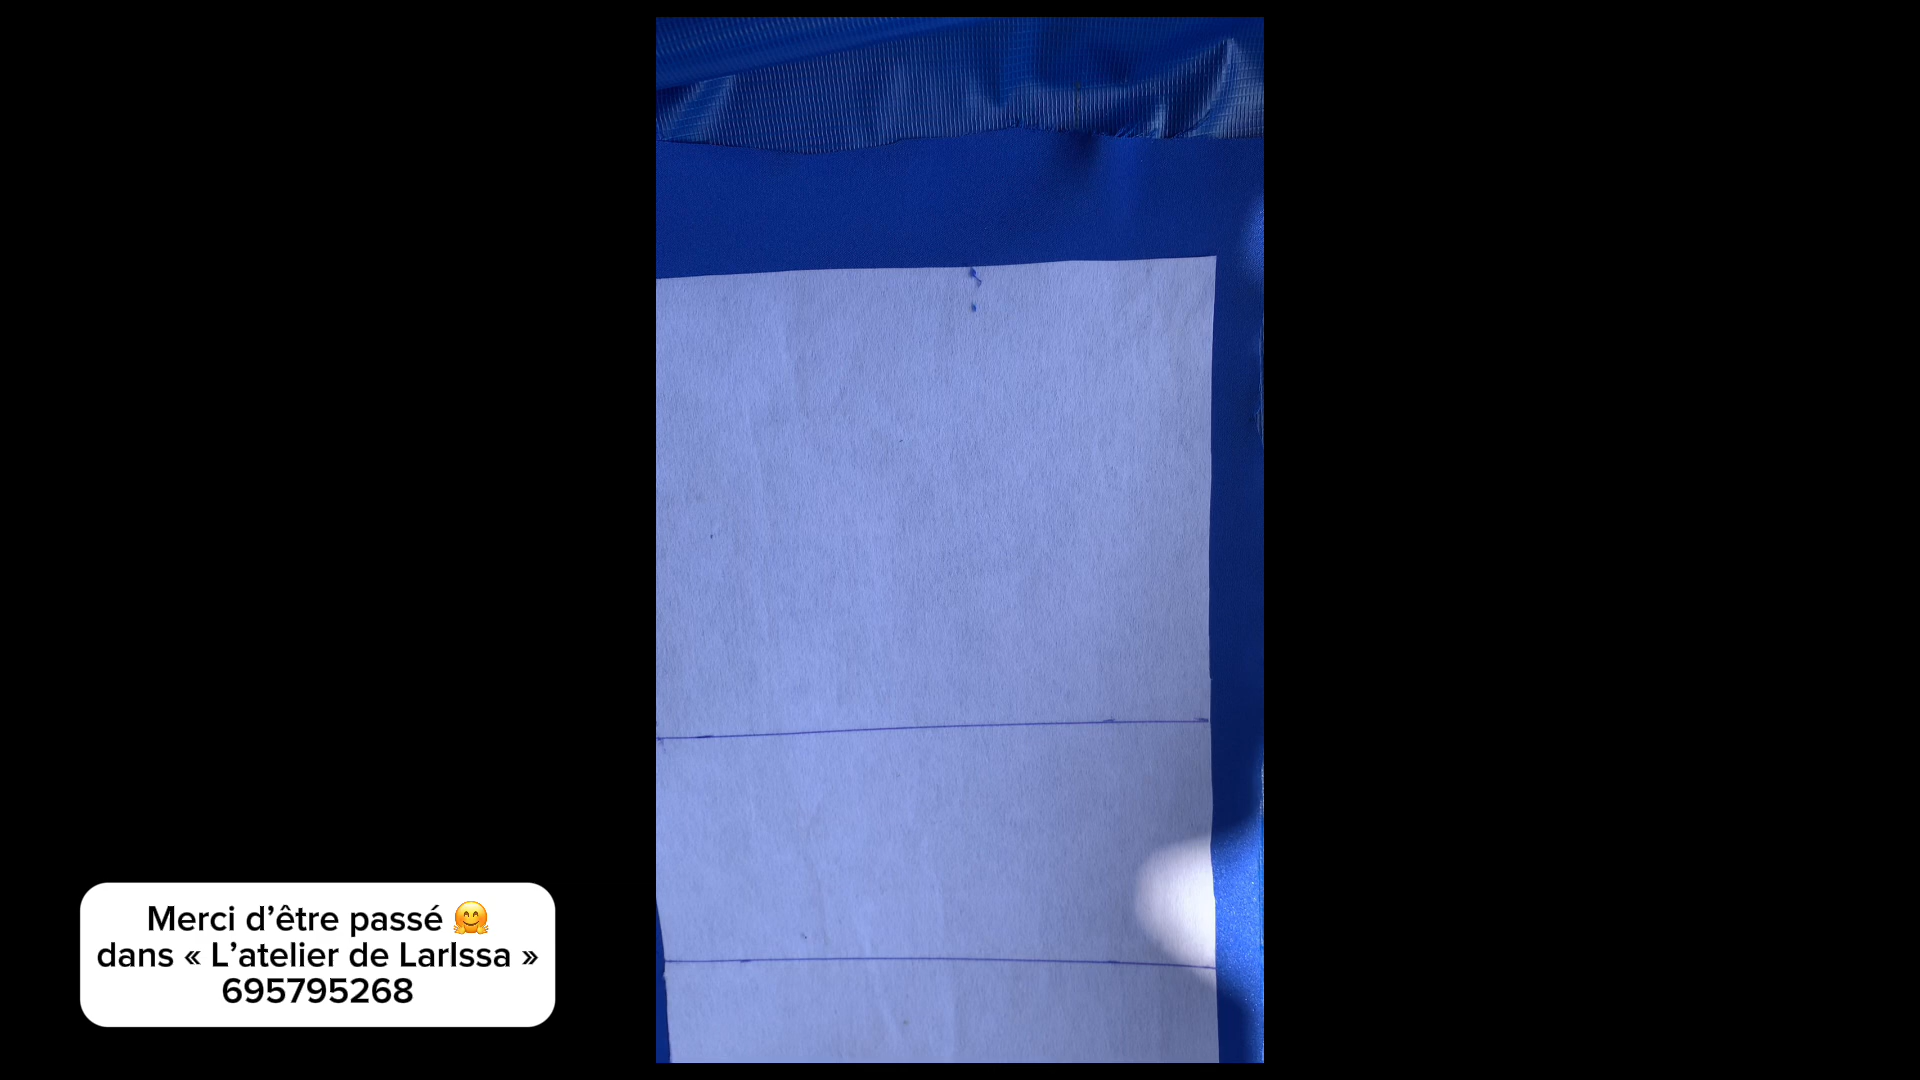 Merci d’être passé 🤗
dans « L’atelier de LarIssa »
695795268